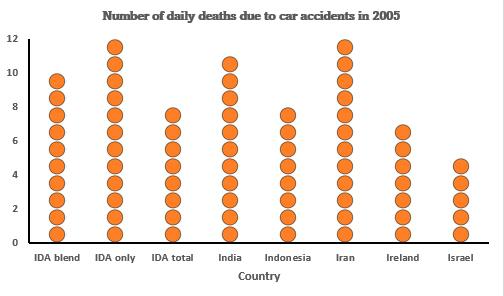 Number of daily deaths due to car accidents in 2005
12
10
8
6
4
2
0
IDA blend IDA only IDA total India Indonesia Iran Ireland Israel
Country